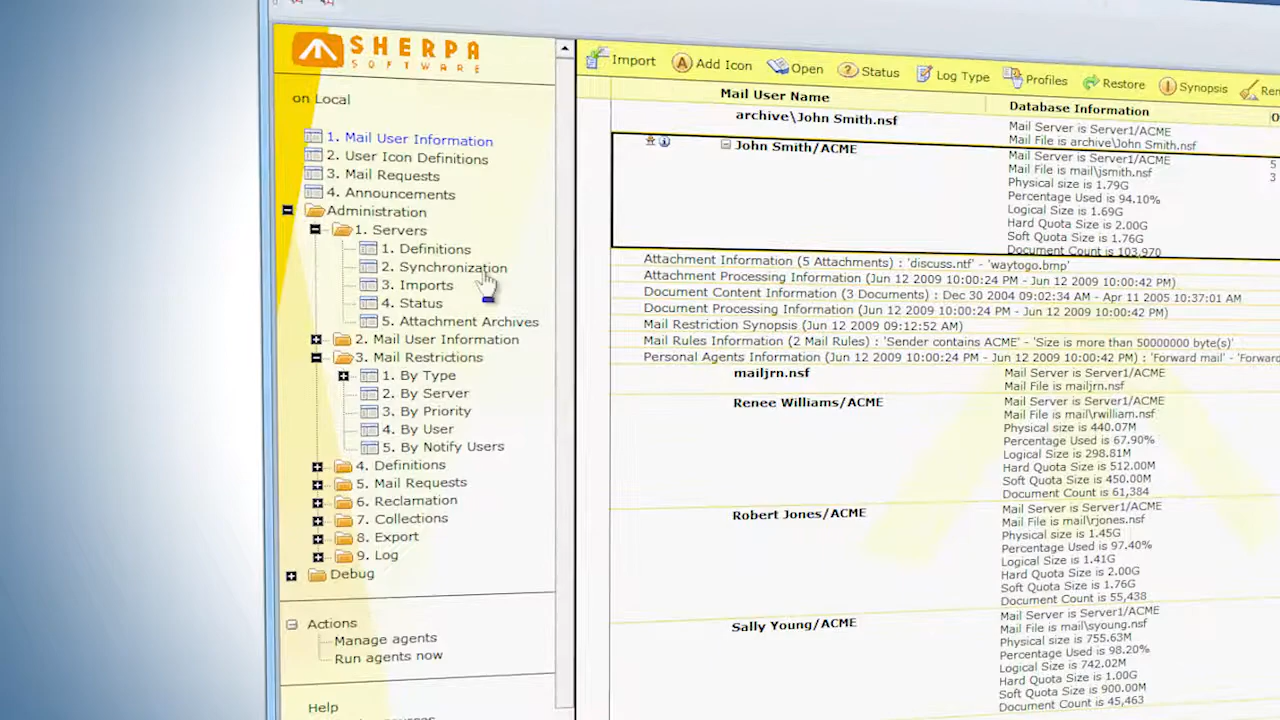 SHERPA
SOFTWARE
on Local
1. Mail User Information
2. User Icon Definitions
3. Mail Requests
4. Announcements
Administration
1. Servers
1. Definitions
2. Synchronization
3. Imports
4. Status
5. Attachment Archives
2. Mail User Information
3. Mail Restrictions
1. By Type
2. By Server
3. By Priority
4. By User
5. By Notify Users
4. Definitions
5. Mail Requests
6. Reclamation
7. Collections
8. Export
9. Log
Debug
Actions
Manage agents
Run agents now
Help
Import Add Icon Open Status Log Type Profiles Restore Synopsis
Mail User Name Database Information
archive\John Smith.nsf
Mail Server is Server1/ACME
Mail File is archive\John Smith.nsf
John Smith/ACME
Mail Server is Server1/ACME
Mail File is mail\jsmith.nsf
Physical size is 1.79G
Percentage Used is 94.10%
Logical Size is 1.69G
Hard Quota Size is 2.00G
Soft Quota Size is 1.76G
Document Count is 103,970
Attachment Information (5 Attachments) : 'discuss.ntf' - 'waytogo.bmp'
Attachment Processing Information (Jun 12 2009 10:00:24 PM - Jun 12 2009 10:00:42 PM)
Document Content Information (3 Documents) : Dec 30 2004 09:02:34 AM - Apr 11 2005 10:37:01 AM
Document Processing Information (Jun 12 2009 10:00:24 PM - Jun 12 2009 10:00:42 PM)
Mail Restriction Synopsis (Jun 12 2009 09:12:52 AM)
Mail Rules Information (2 Mail Rules) : 'Sender contains ACME' - 'Size is more than 50000000 byte(s)'
Personal Agents Information (Jun 12 2009 10:00:24 PM - Jun 12 2009 10:00:42 PM) : 'Forward mail' - 'Forward
mailjrn.nsf
Mail Server is Server1/ACME
Mail File is mailjrn.nsf
Renee Williams/ACME
Mail Server is Server1/ACME
Mail File is mail\rwilliam.nsf
Physical size is 440.07M
Percentage Used is 67.90%
Logical Size is 298.81M
Hard Quota Size is 512.00M
Soft Quota Size is 450.00M
Document Count is 61,384
Robert Jones/ACME
Mail Server is Server1/ACME
Mail File is mail\rjones.nsf
Physical size is 1.45G
Percentage Used is 97.40%
Logical Size is 1.41G
Hard Quota Size is 2.00G
Soft Quota Size is 1.76G
Document Count is 55,438
Sally Young/ACME
Mail Server is Server1/ACME
Mail File is mail\syoung.nsf
Physical size is 755.63M
Percentage Used is 98.20%
Logical Size is 742.02M
Hard Quota Size is 1.00G
Soft Quota Size is 900.00M
Document Count is 45,463